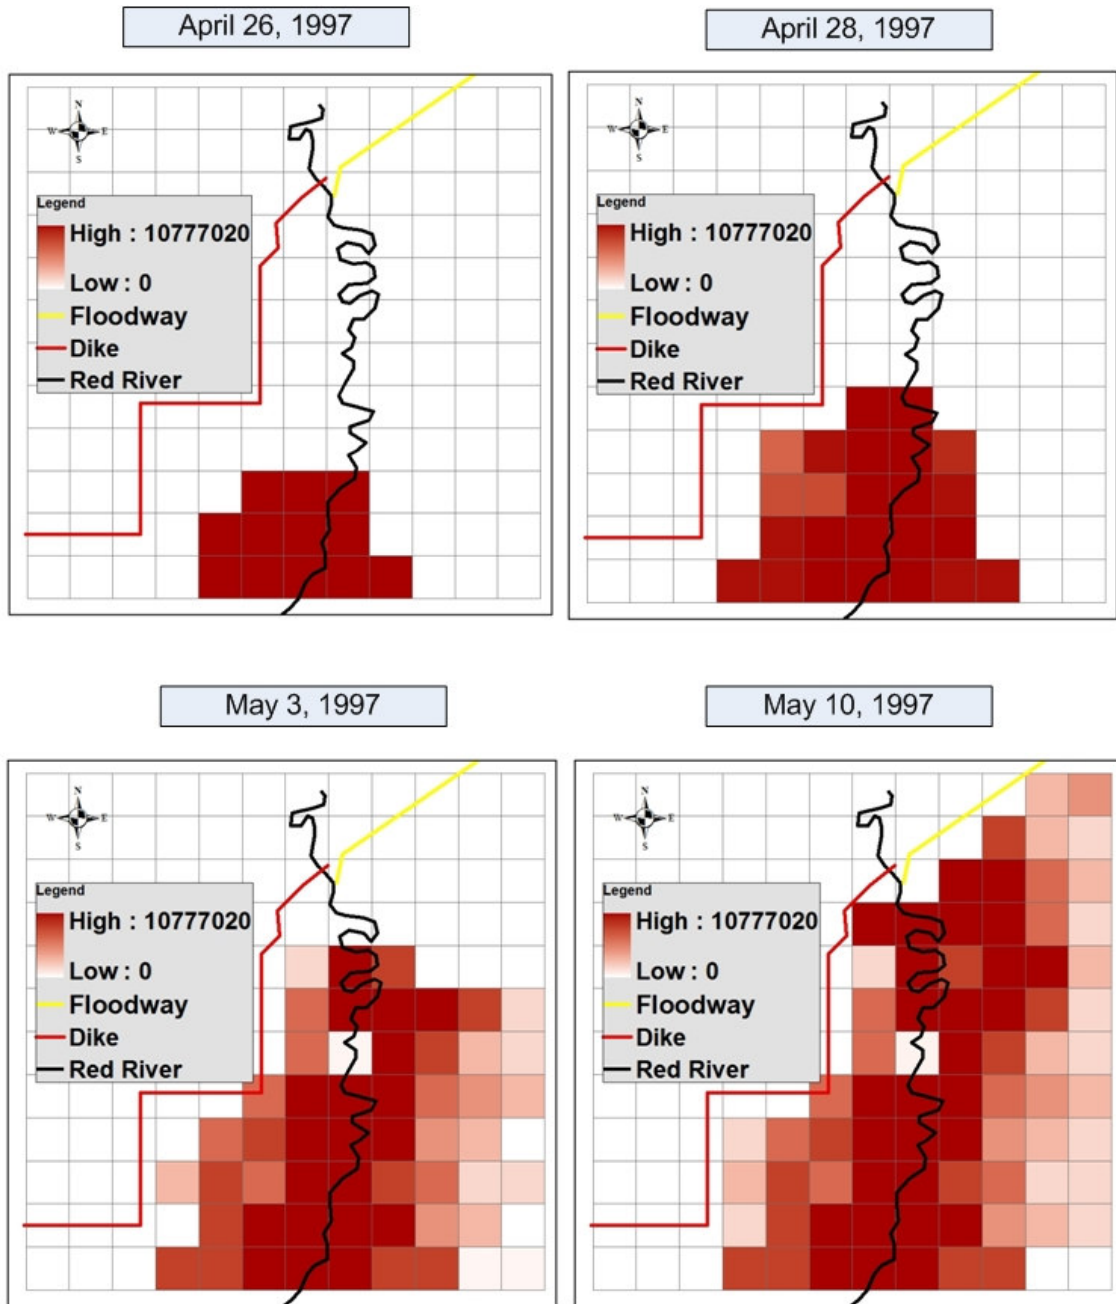 April 26, 1997
April 28, 1997
N
W E
S
Legend
High : 10777020
Low : 0
Floodway
Dike
Red River
N
W E
S
Legend
High : 10777020
Low : 0
Floodway
Dike
Red River
May 3, 1997
May 10, 1997
N
W E
S
Legend
High : 10777020
Low : 0
Floodway
Dike
Red River
N
W E
S
Legend
High : 10777020
Low : 0
Floodway
Dike
Red River